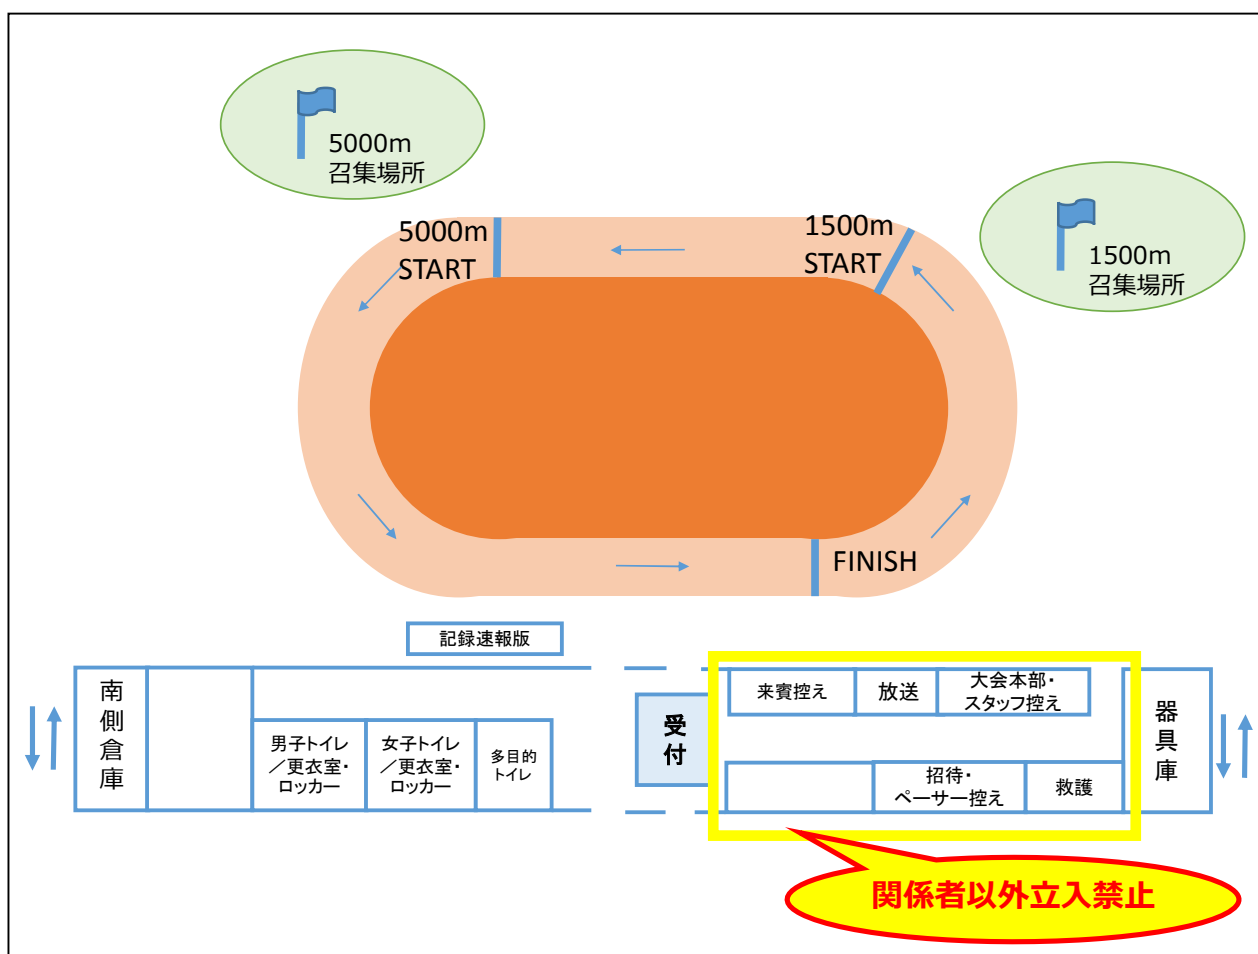 5000m
召集場所
5000m
START
1500m
START
1500m
召集場所
FINISH
記録速報版
南側倉庫
男子トイレ
／更衣室・
ロッカー
女子トイレ
／更衣室・
ロッカー
多目的
トイレ
受付
来賓控え
放送
大会本部・
スタッフ控え
招待・
ペーサー控え
救護
器具庫
関係者以外立入禁止